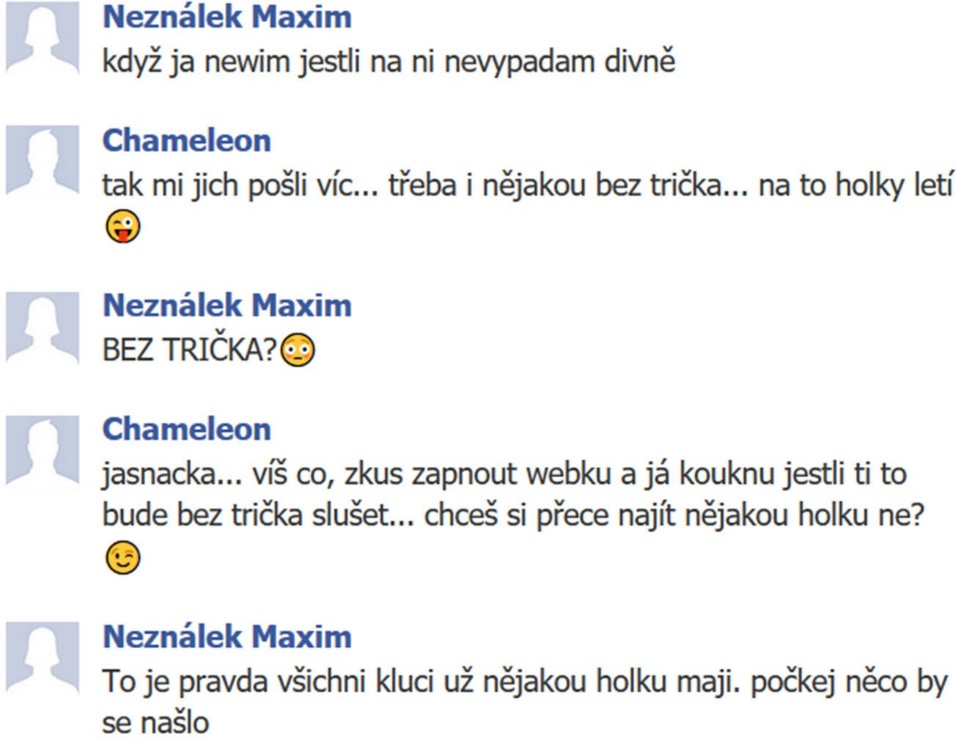 Neználek Maxim
když ja newim jestli na ni nevypadam divně
Chameleon
tak mi jich pošli víc... třeba i nějakou bez trička... na to holky letí
😜
Neználek Maxim
BEZ TRIČKA?😳
Chameleon
jasnacka... víš co, zkus zapnout webku a já kouknu jestli ti to
bude bez trička slušet... chceš si přece najít nějakou holku ne?
😉
Neználek Maxim
To je pravda všichni kluci už nějakou holku maji. počkej něco by
se našlo